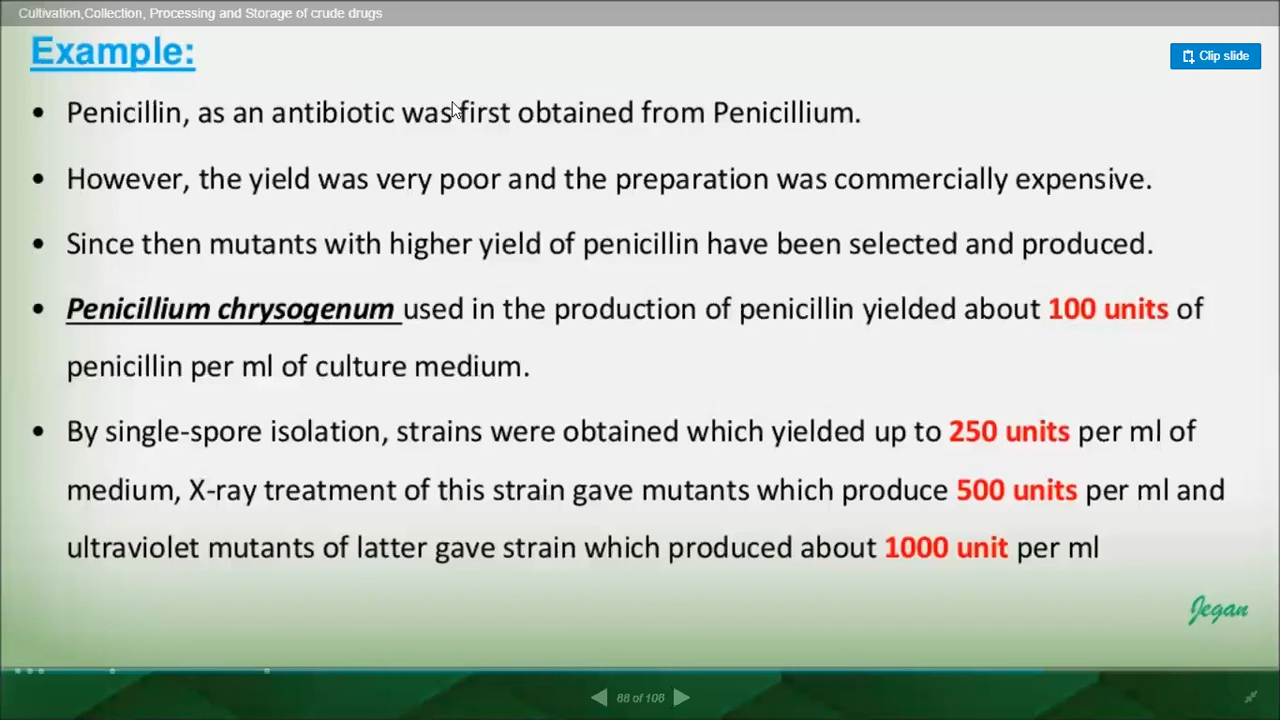 Cultivation,Collection, Processing and Storage of crude drugs
Example:
Clip slide
• Penicillin, as an antibiotic was first obtained from Penicillium.
• However, the yield was very poor and the preparation was commercially expensive.
• Since then mutants with higher yield of penicillin have been selected and produced.
• Penicillium chrysogenum used in the production of penicillin yielded about 100 units of
penicillin per ml of culture medium.
• By single-spore isolation, strains were obtained which yielded up to 250 units per ml of
medium, X-ray treatment of this strain gave mutants which produce 500 units per ml and
ultraviolet mutants of latter gave strain which produced about 1000 unit per ml
Jegan
88 of 108